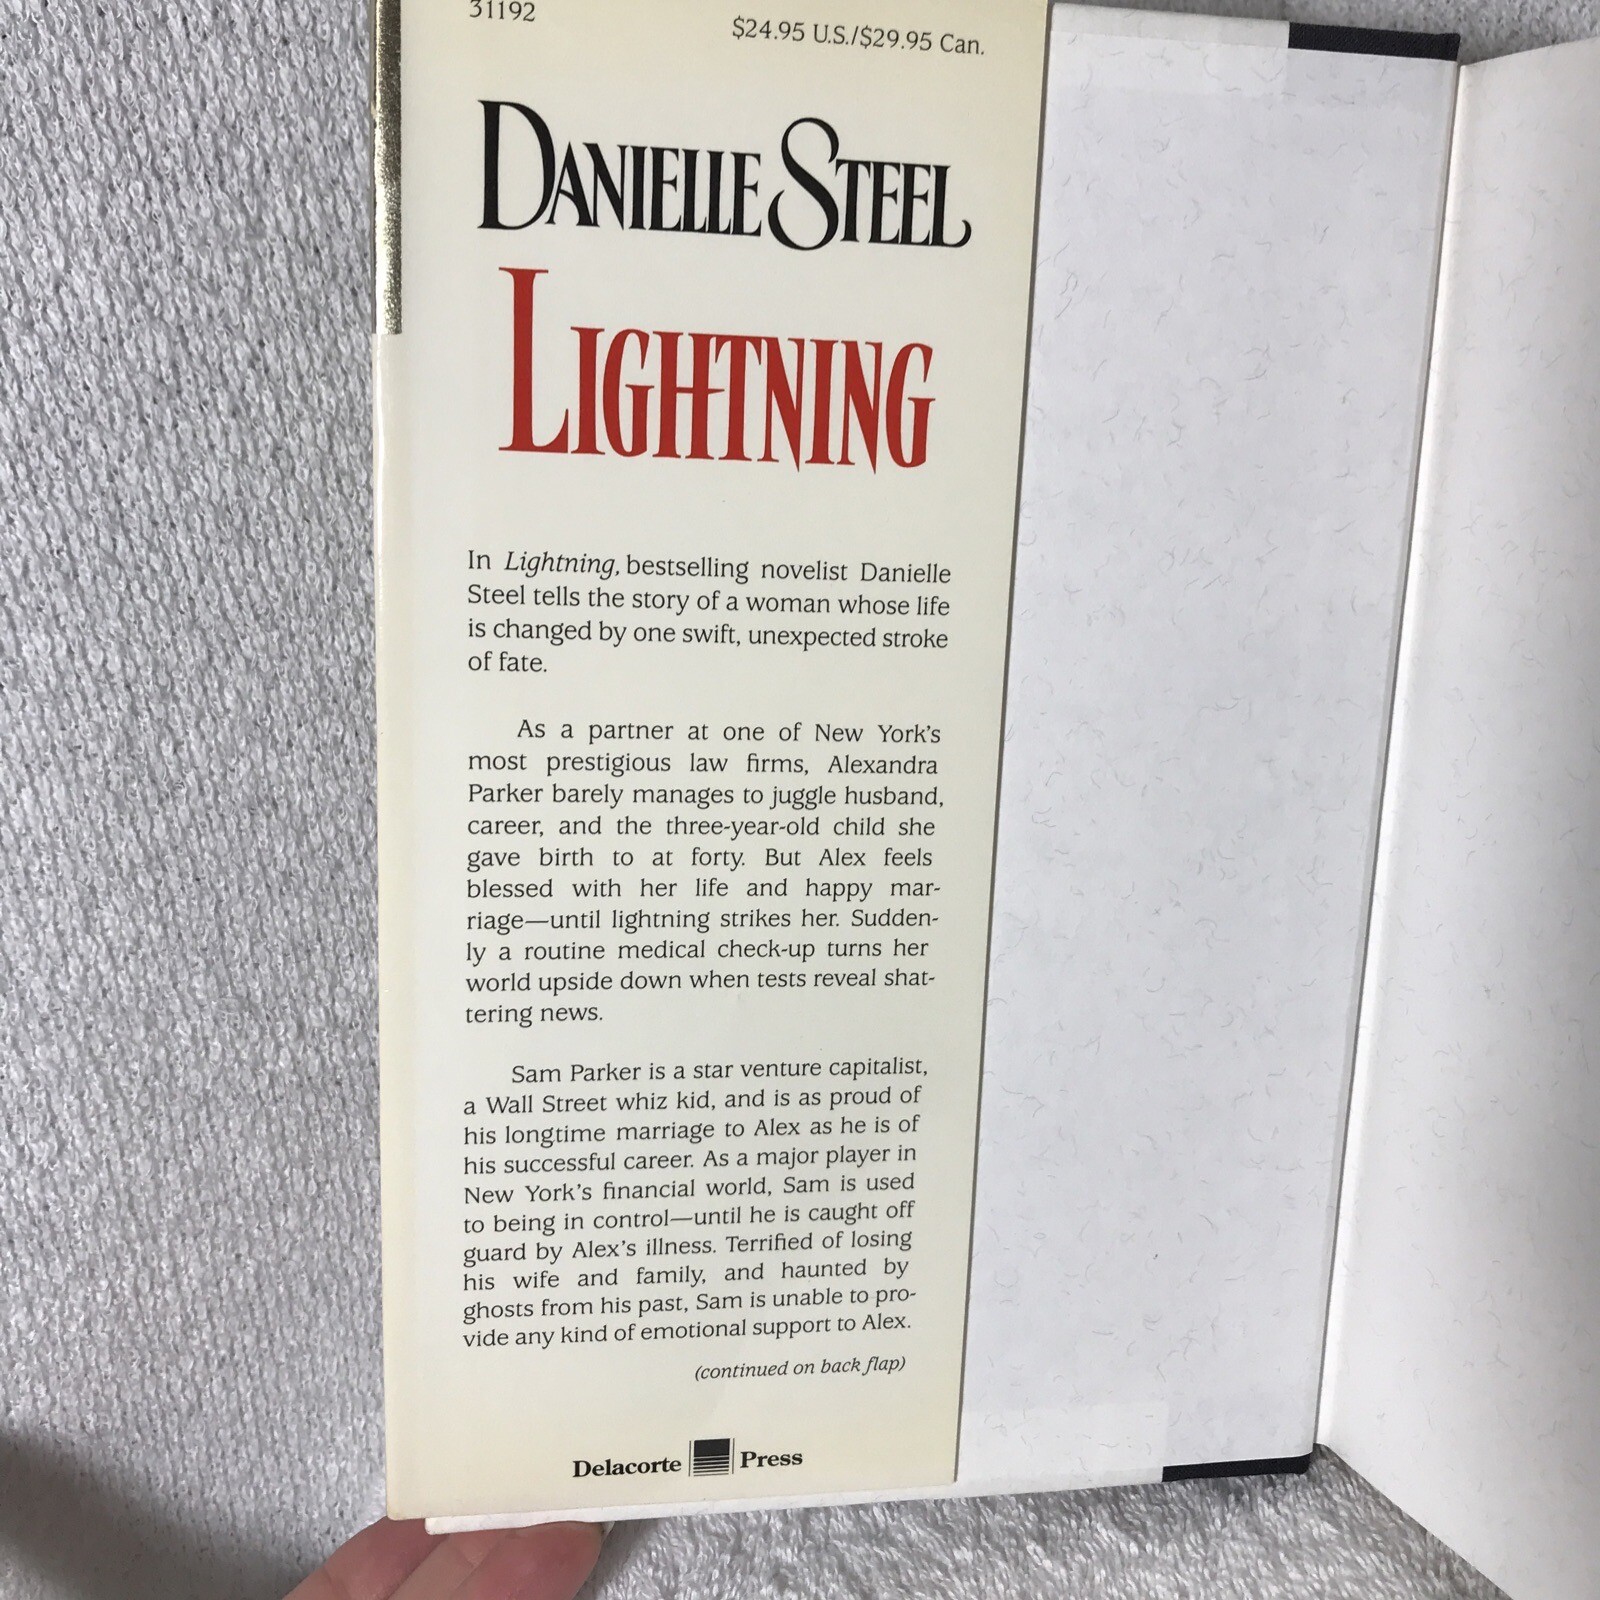 31192
$24.95 U.S./$29.95 Can.
DANIELLE STEEL
LIGHTNING
In Lightning, bestselling novelist Danielle
Steel tells the story of a woman whose life
is changed by one swift, unexpected stroke
of fate.
As a partner at one of New York's
most prestigious law firms, Alexandra
Parker barely manages to juggle husband,
career, and the three-year-old child she
gave birth to at forty. But Alex feels
blessed with her life and happy mar-
riage—until lightning strikes her. Sudden-
ly a routine medical check-up turns her
world upside down when tests reveal shat-
tering news.
Sam Parker is a star venture capitalist,
a Wall Street whiz kid, and is as proud of
his longtime marriage to Alex as he is of
his successful career. As a major player in
New York's financial world, Sam is used
to being in control—until he is caught off
guard by Alex's illness. Terrified of losing
his wife and family, and haunted by
ghosts from his past, Sam is unable to pro-
vide any kind of emotional support to Alex.
(continued on back flap)
Delacorte Press